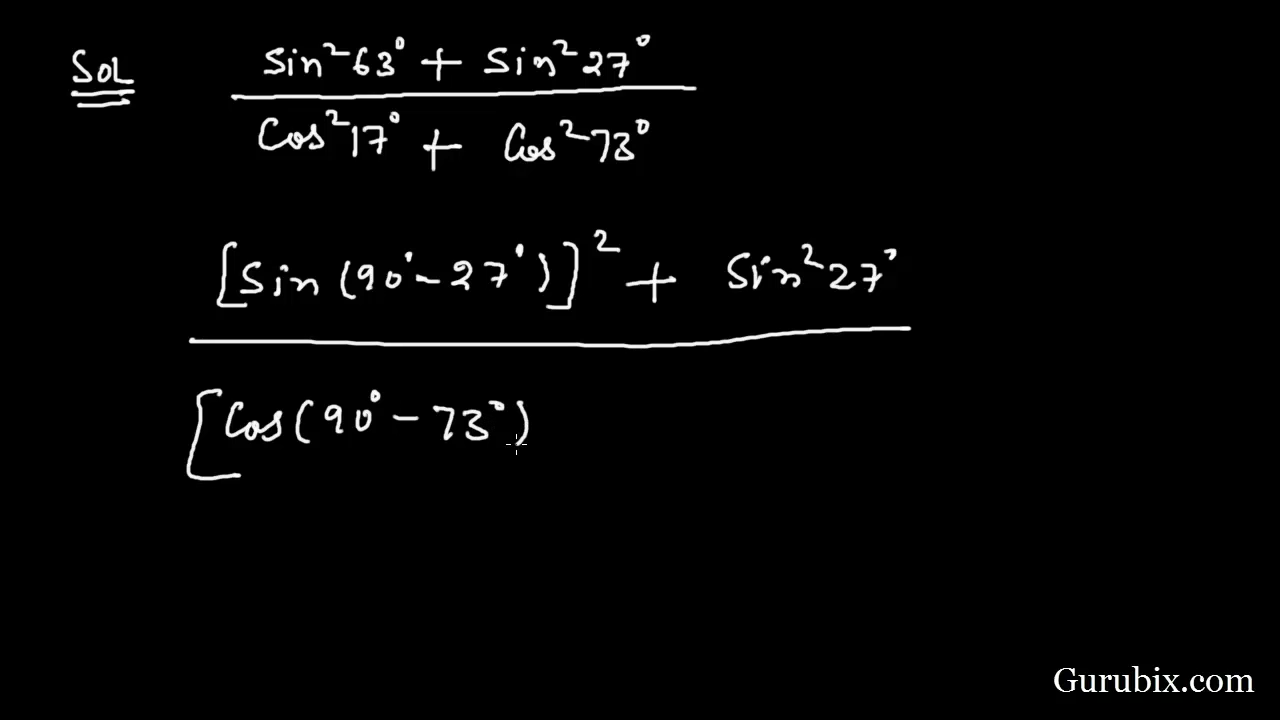 Sol sin²63° + sin²27°
Cos²17° + Cos²73°
[Sin(90°-27°)]² + Sin²27°
[Cos(90°-73°)
Gurubix.com